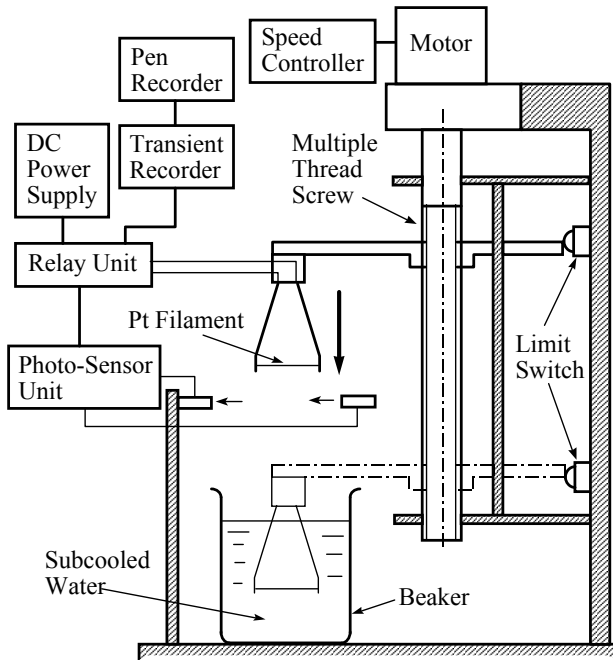 Speed
Controller
Motor
Pen
Recorder
DC
Power
Supply
Transient
Recorder
Multiple
Thread
Screw
Relay Unit
Pt Filament
Photo-Sensor
Unit
Limit
Switch
Subcooled
Water
Beaker